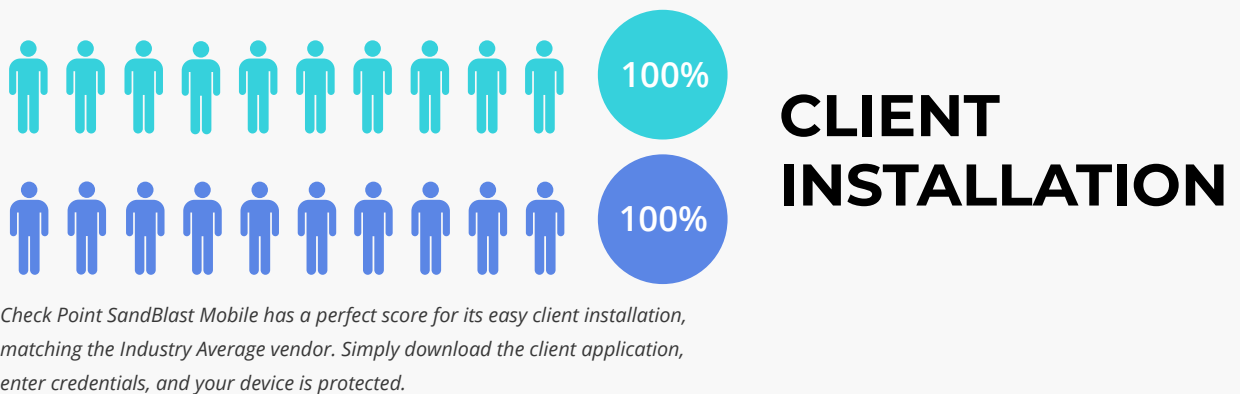 100%
CLIENT
INSTALLATION
100%
Check Point SandBlast Mobile has a perfect score for its easy client installation,
matching the Industry Average vendor. Simply download the client application,
enter credentials, and your device is protected.